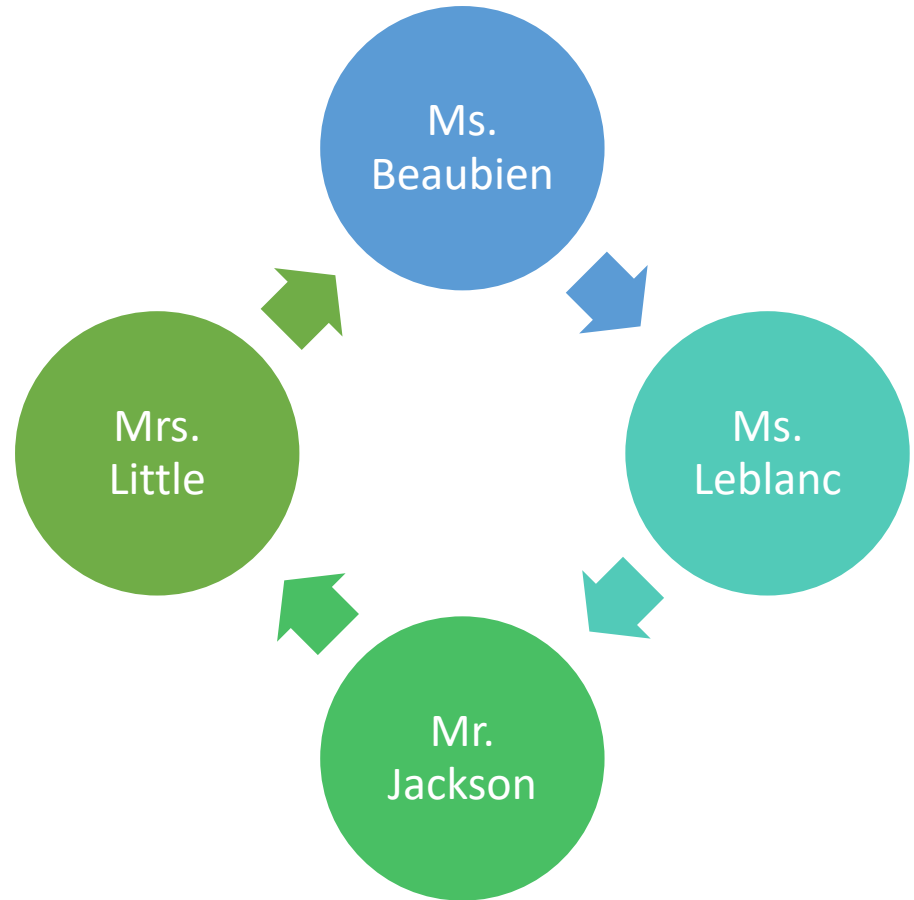 Ms.
Beaubien
Ms.
Leblanc
Mr.
Jackson
Mrs.
Little